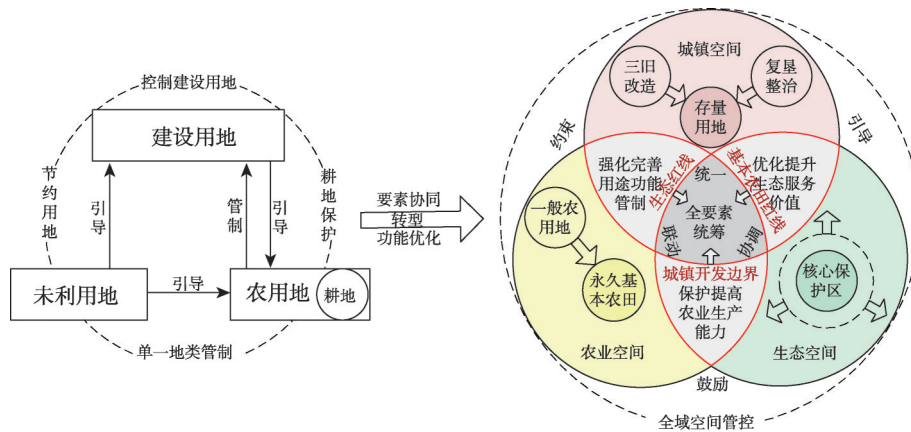 控制建设用地
建设用地
节约用地
耕地保护
引导
管制
引导
未利用地
引导
农用地
耕地
单一地类管制
要素协同
转型
功能优化
城镇空间
三旧
改造
复垦
整治
存量
用地
约束
引导
强化完善
用途功能
管制
生态红线
统一
基本农田红线
优化提升
生态服务
价值
一般农
用地
全要素
统筹
联动
协调
永久基
本农田
城镇开发边界
保护提高
农业生产
能力
核心保
护区
农业空间
生态空间
鼓励
全域空间管控